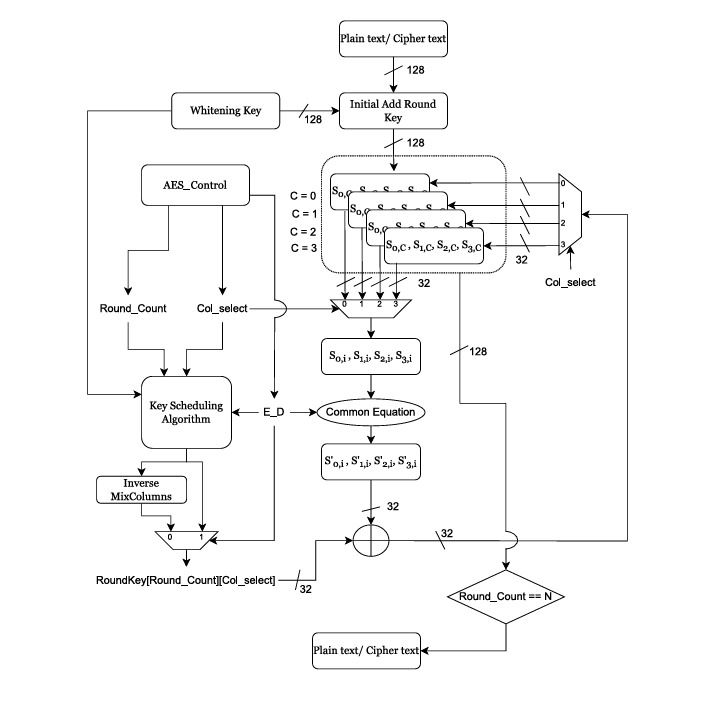 Plain text/ Cipher text
128
Whitening Key
128
Initial Add Round
Key
128
AES_Control
C = 0
C = 1
C = 2
C = 3
S0,C , S1,C, S2,C, S3,C
0
1
2
3
32
Col_select
32
0 1 2 3
Round_Count
Col_select
S0,i , S1,i, S2,i, S3,i
128
Key Scheduling
Algorithm
E_D
Common Equation
S'0,i , S'1,i, S'2,i, S'3,i
Inverse
MixColumns
0 1
32
32
RoundKey[Round_Count][Col_select]
32
Round_Count == N
Plain text/ Cipher text